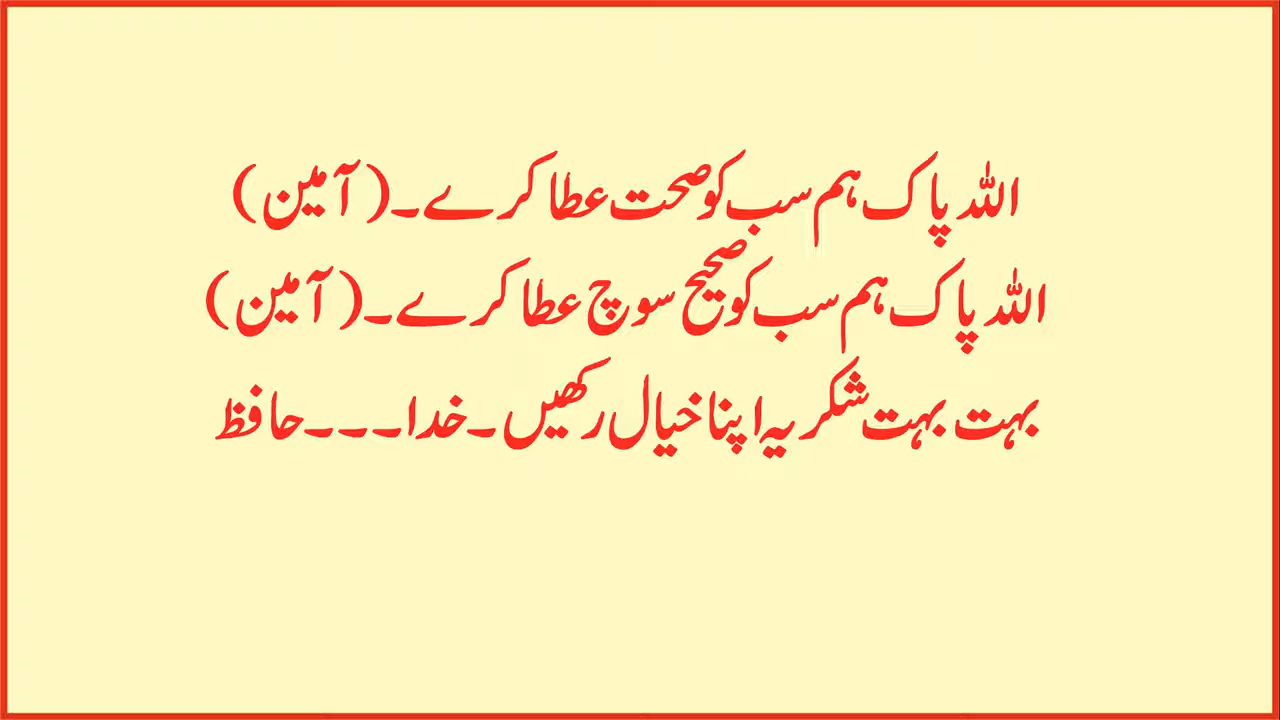 اللہ پاک ہم سب کو صحت عطا کرے۔ (آمین)
اللہ پاک ہم سب کو صحیح سوچ عطا کرے۔ (آمین)
بہت بہت شکریہ اپنا خیال رکھیں۔ خدا۔۔۔حافظ